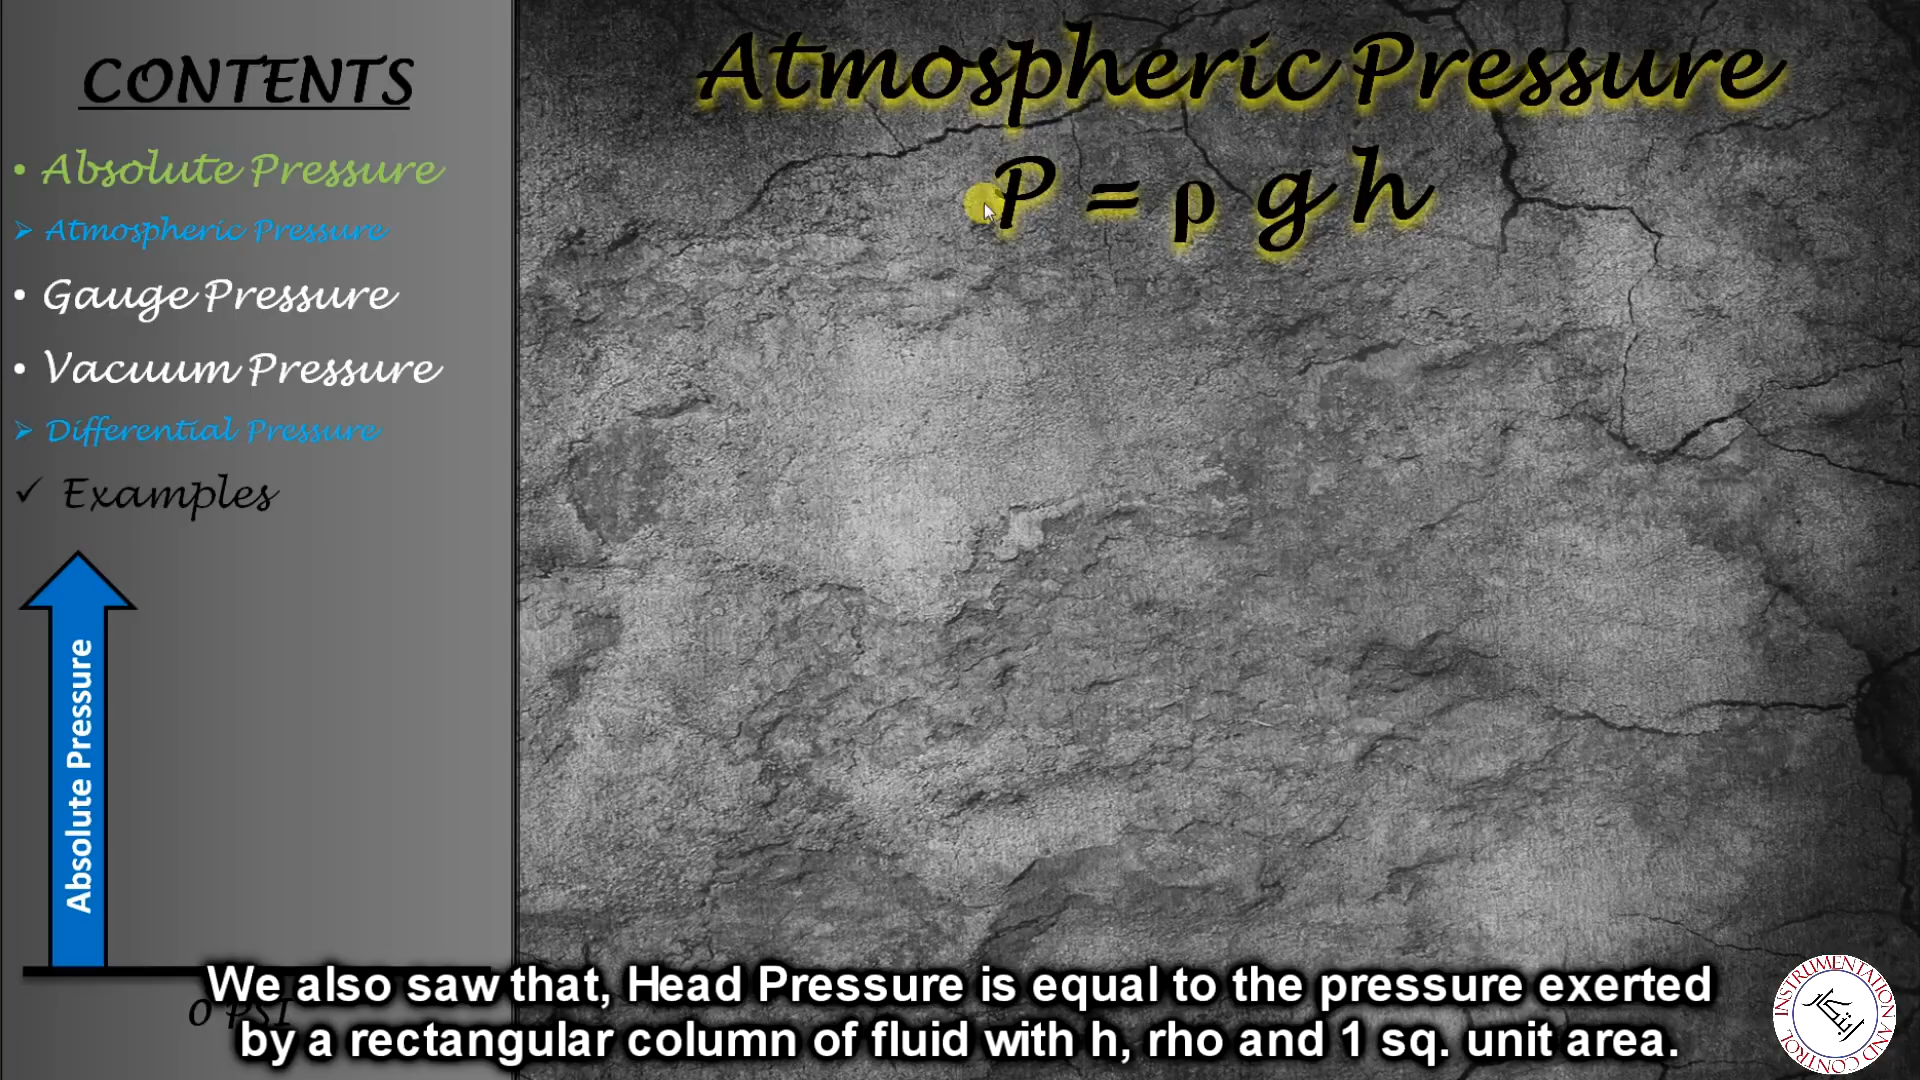 CONTENTS
• Absolute Pressure
➢ Atmospheric Pressure
• Gauge Pressure
• Vacuum Pressure
➢ Differential Pressure
✓ Examples
Absolute Pressure
0 PSI
Atmospheric Pressure
P = ρ g h
We also saw that, Head Pressure is equal to the pressure exerted
by a rectangular column of fluid with h, rho and 1 sq. unit area.
INSTRUMENTATION AND CONTROL
ابتکار